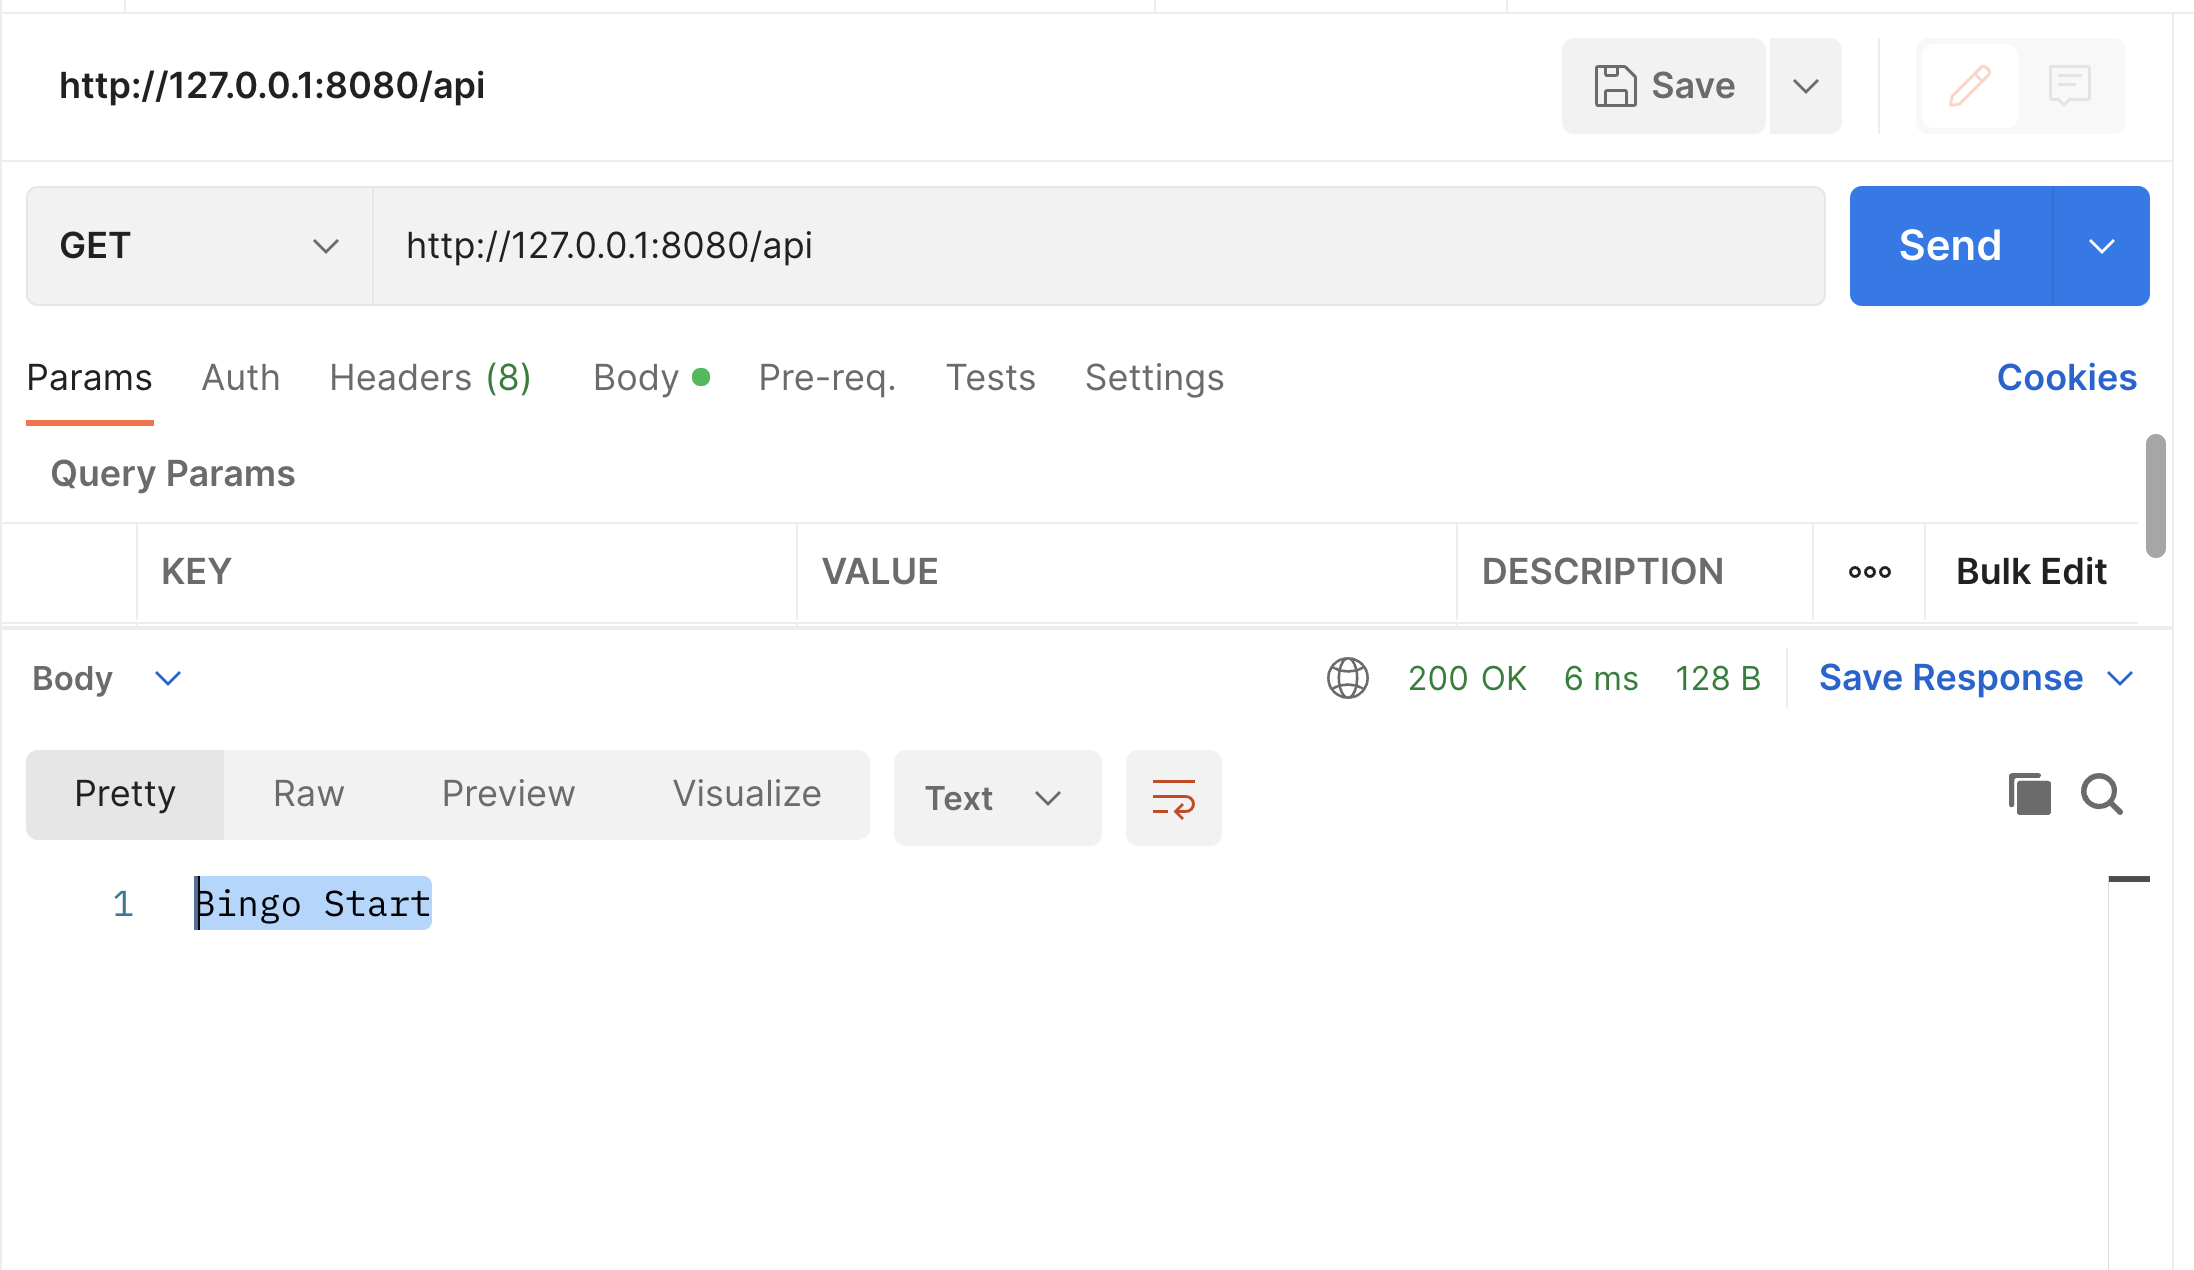 http://127.0.0.1:8080/api Save
GET http://127.0.0.1:8080/api Send
Params Auth Headers (8) Body Pre-req. Tests Settings Cookies
Query Params
KEY VALUE DESCRIPTION ooo Bulk Edit
Body 200 OK 6 ms 128 B Save Response
Pretty Raw Preview Visualize Text
1 Bingo Start